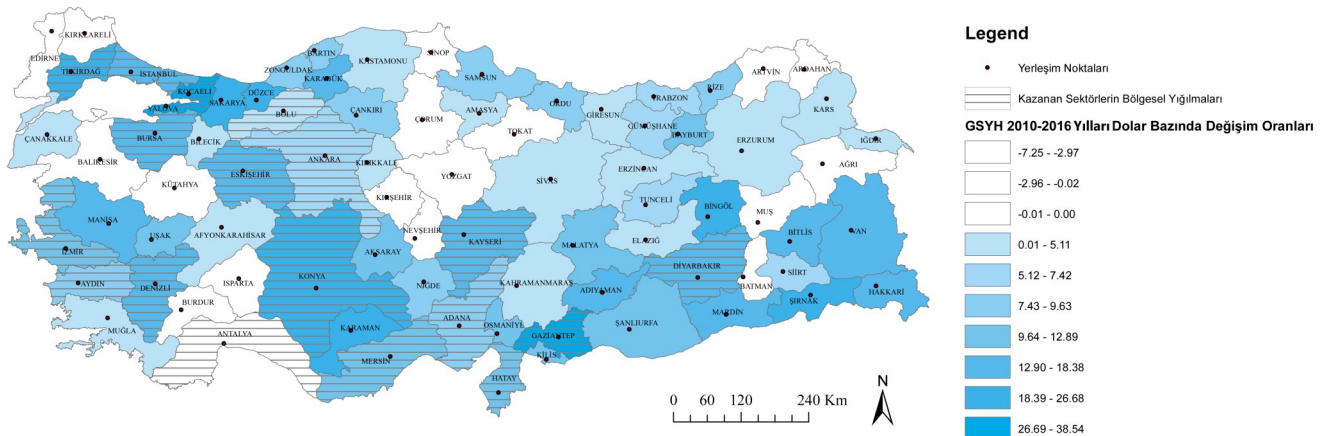 KIRKLARELİ
EDİRNE
TEKİRDAĞ
İSTANBUL
KOCAELİ
YALOVA
SAKARYA
DÜZCE
ZONGULDAK
BARTIN
KARABÜK
KASTAMONU
SİNOP
SAMSUN
ÇANKIRI
BOLU
ÇORUM
AMASYA
ORDU
GİRESUN
TRABZON
RİZE
ARTVİN
ARDAHAN
KARS
GÜMÜŞHANE
BAYBURT
ERZURUM
IĞDIR
AĞRI
TOKAT
ÇANAKKALE
BURSA
BİLECİK
BALIKESİR
ESKİŞEHİR
ANKARA
KIRIKKALE
YOZGAT
SİVAS
ERZİNCAN
KÜTAHYA
KIRŞEHİR
TUNCELİ
BİNGÖL
MUŞ
MANİSA
UŞAK
AFYONKARAHİSAR
NEVŞEHİR
KAYSERİ
MALATYA
ELAZIĞ
BİTLİS
VAN
İZMİR
AKSARAY
AYDIN
DENİZLİ
ISPARTA
KONYA
NİĞDE
KAHRAMANMARAŞ
DİYARBAKIR
BATMAN
SİİRT
ŞIRNAK
HAKKARİ
BURDUR
ADIYAMAN
MUĞLA
ANTALYA
KARAMAN
MERSİN
ADANA
OSMANİYE
GAZİANTEP
KİLİS
ŞANLIURFA
MARDİN
HATAY
N
0 60 120 240 Km
Legend
Yerleşim Noktaları
Kazanan Sektörlerin Bölgesel Yığılmaları
GSYH 2010-2016 Yılları Dolar Bazında Değişim Oranları
-7.25 - -2.97
-2.96 - -0.02
-0.01 - 0.00
0.01 - 5.11
5.12 - 7.42
7.43 - 9.63
9.64 - 12.89
12.90 - 18.38
18.39 - 26.68
26.69 - 38.54